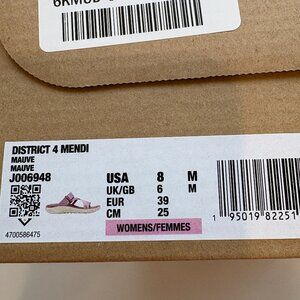 DISTRICT 4 MENDI
MAUVE
MAUVE
J006948
USA 8 M
UK/GB 6 M
EUR 39
CM 25
WOMENS/FEMMES
4700586475
1 95019 82251